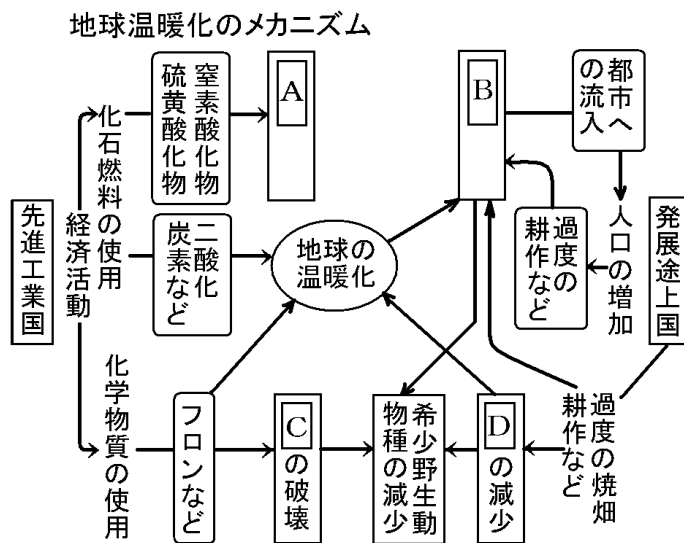 地球温暖化のメカニズム
先進工業国
経済活動
化石燃料の使用
硫黄酸化物
窒素酸化物
A
二酸化
炭素など
地球の
温暖化
化学物質の使用
フロンなど
Cの破壊
希少野生動
物種の減少
Dの減少
B
都市へ
の流入
人口の増加
過度の
耕作など
発展途上国
過度の焼畑
耕作など